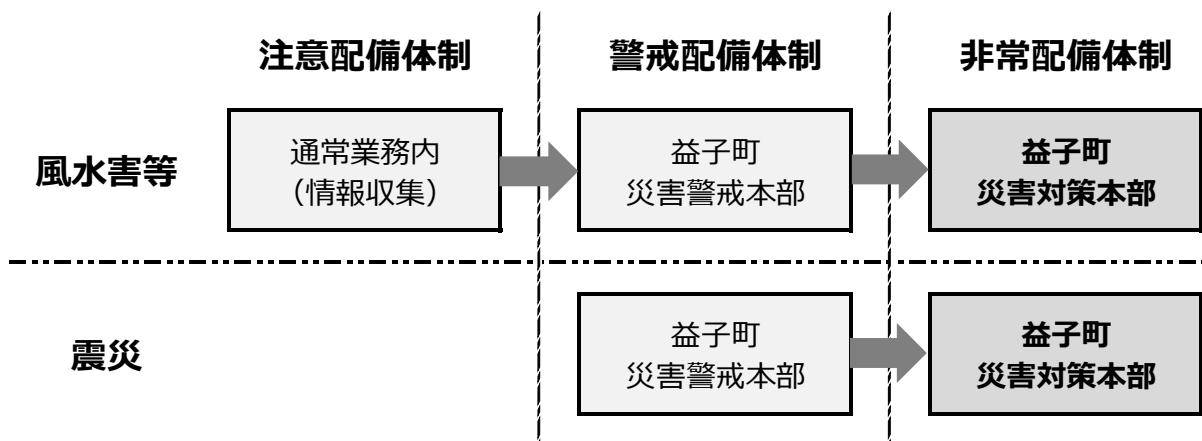 注意配備体制
警戒配備体制
非常配備体制
風水害等
通常業務内
（情報収集）
益子町
災害警戒本部
益子町
災害対策本部
震災
益子町
災害警戒本部
益子町
災害対策本部